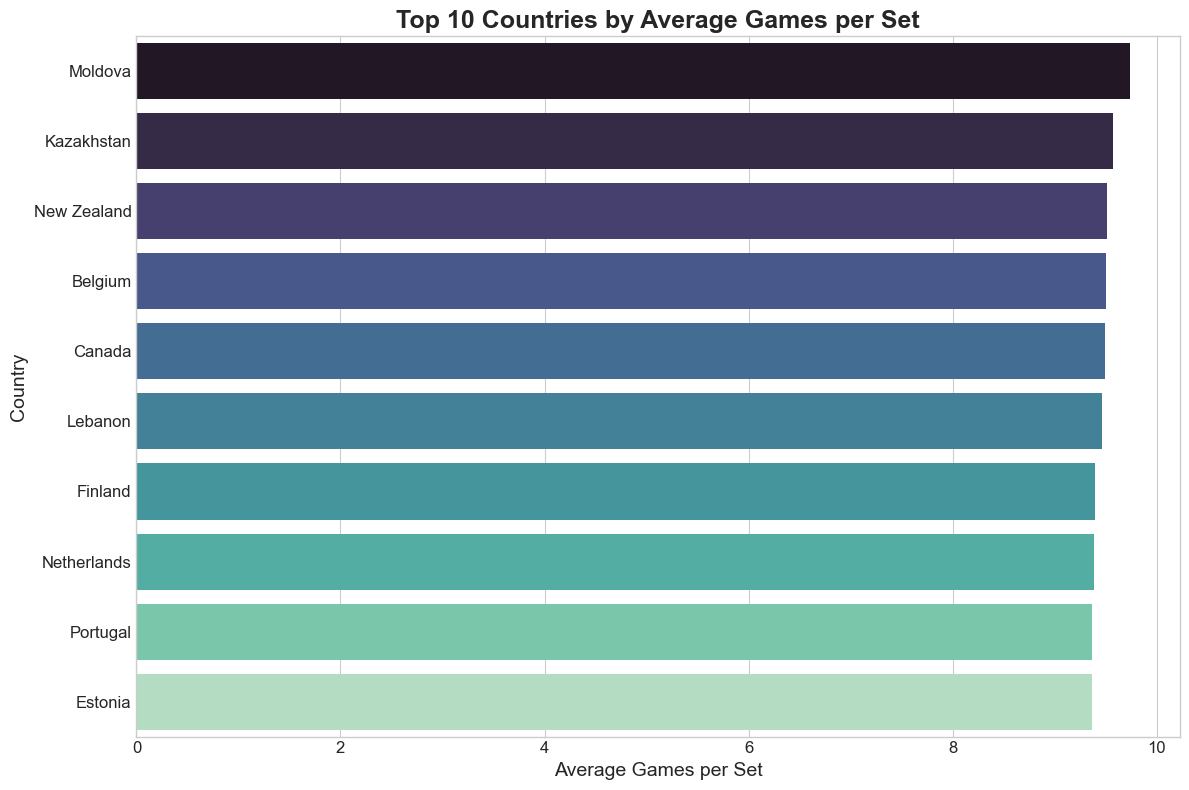 Top 10 Countries by Average Games per Set
Country
Moldova
Kazakhstan
New Zealand
Belgium
Canada
Lebanon
Finland
Netherlands
Portugal
Estonia
0 2 4 6 8 10
Average Games per Set